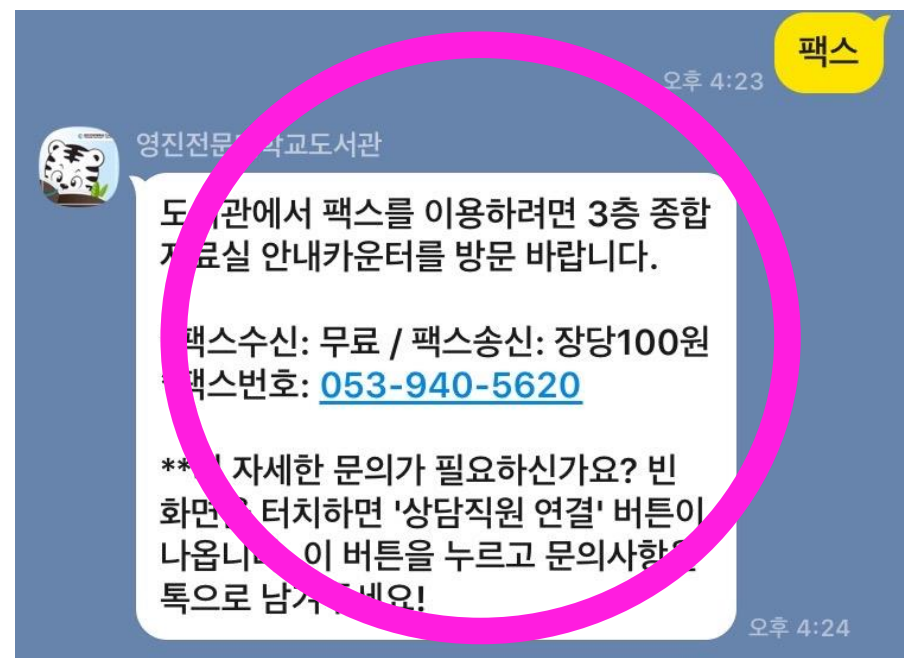 팩스
오후 4:23
영진전문 학교도서관
도 관에서 팩스를 이용하려면 3층 종합
료실 안내카운터를 방문 바랍니다.
팩스수신: 무료 / 팩스송신: 장당100원
*팩스번호: 053-940-5620
** 자세한 문의가 필요하신가요? 빈
화면을 터치하면 '상담직원 연결' 버튼이
나옵니 이 버튼을 누르고 문의사항을
톡으로 남겨 세요!
오후 4:24